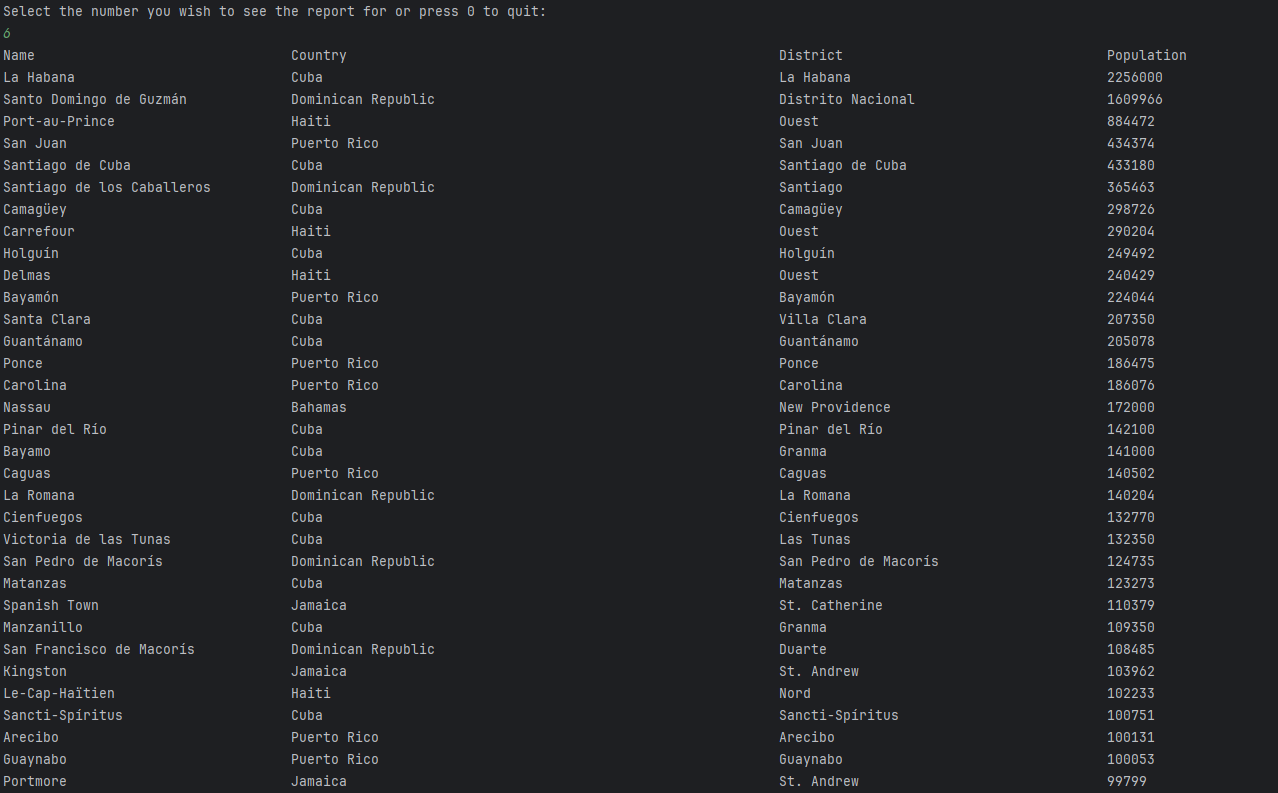 Select the number you wish to see the report for or press 0 to quit:
6
Name Country District Population
La Habana Cuba La Habana 2256000
Santo Domingo de Guzmán Dominican Republic Distrito Nacional 1609966
Port-au-Prince Haiti Ouest 884472
San Juan Puerto Rico San Juan 434374
Santiago de Cuba Cuba Santiago de Cuba 433180
Santiago de los Caballeros Dominican Republic Santiago 365463
Camagüey Cuba Camagüey 298726
Carrefour Haiti Ouest 290204
Holguín Cuba Holguín 249492
Delmas Haiti Ouest 240429
Bayamón Puerto Rico Bayamón 224044
Santa Clara Cuba Villa Clara 207350
Guantánamo Cuba Guantánamo 205078
Ponce Puerto Rico Ponce 186475
Carolina Puerto Rico Carolina 186076
Nassau Bahamas New Providence 172000
Pinar del Río Cuba Pinar del Río 142100
Bayamo Cuba Granma 141000
Caguas Puerto Rico Caguas 140502
La Romana Dominican Republic La Romana 140204
Cienfuegos Cuba Cienfuegos 132770
Victoria de las Tunas Cuba Las Tunas 132350
San Pedro de Macorís Dominican Republic San Pedro de Macorís 124735
Matanzas Cuba Matanzas 123273
Spanish Town Jamaica St. Catherine 110379
Manzanillo Cuba Granma 109350
San Francisco de Macorís Dominican Republic Duarte 108485
Kingston Jamaica St. Andrew 103962
Le-Cap-Haïtien Haiti Nord 102233
Sancti-Spíritus Cuba Sancti-Spíritus 100751
Arecibo Puerto Rico Arecibo 100131
Guaynabo Puerto Rico Guaynabo 100053
Portmore Jamaica St. Andrew 99799